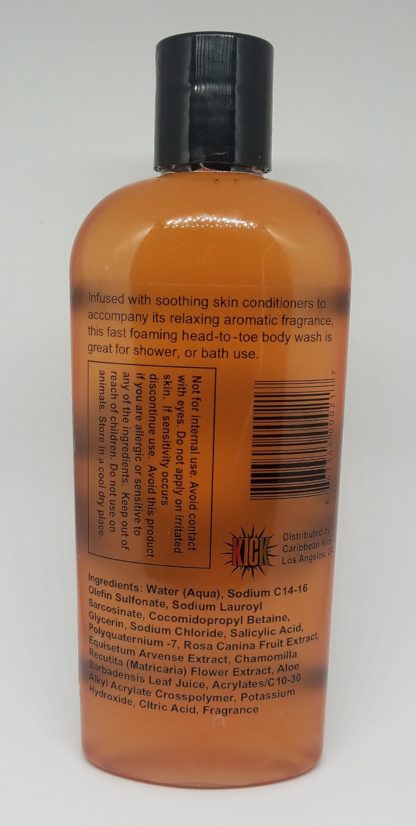 Infused with soothing skin conditioners to
accompany its relaxing aromatic fragrance,
this fast foaming head-to-toe body wash is
great for shower, or bath use.
Not for internal use. Avoid contact
with eyes. Do not apply on irritated
skin. If sensitivity occurs
discontinue use. Avoid this product
if you are allergic or sensitive to
any of the ingredients. Keep out of
reach of children. Do not use on
animals. Store in a cool dry place.
KICK
Distributed by
Caribbean
Los Angeles,
Ingredients: Water (Aqua), Sodium C14-16
Olefin Sulfonate, Sodium Lauroyl
Sarcosinate, Cocomidopropyl Betaine,
Glycerin, Sodium Chloride, Salicylic Acid,
Polyquaternium -7, Rosa Canina Fruit Extract,
Equisetum Arvense Extract, Chamomilla
Recutita (Matricaria) Flower Extract, Aloe
Barbadensis Leaf Juice, Acrylates/C10-30
Alkyl Acrylate Crosspolymer, Potassium
Hydroxide, Citric Acid, Fragrance